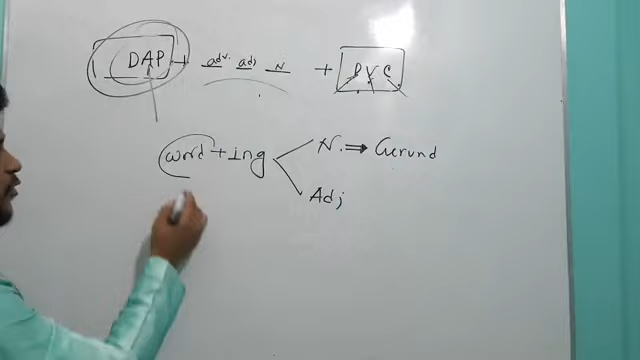 DAP + adv. adj N + PVC
word + ing N. ⇒ Gerund
Adj